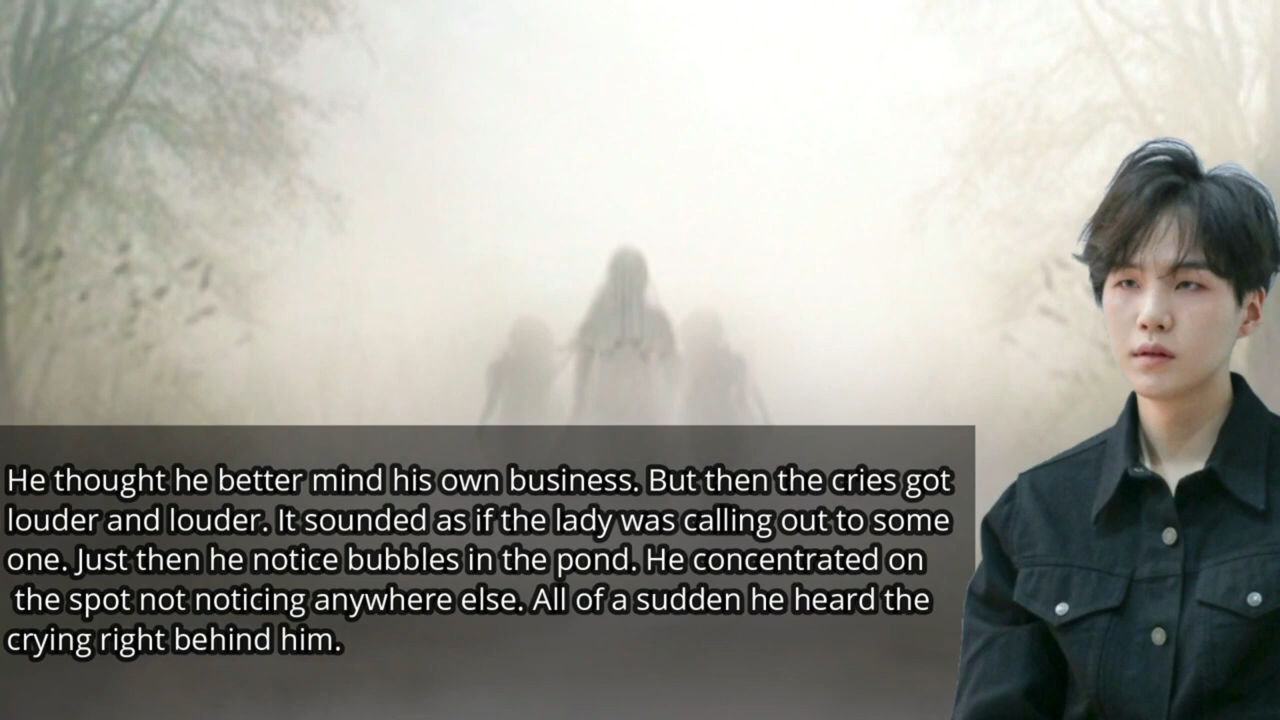 He thought he better mind his own business. But then the cries got
louder and louder. It sounded as if the lady was calling out to some
one. Just then he notice bubbles in the pond. He concentrated on
the spot not noticing anywhere else. All of a sudden he heard the
crying right behind him.